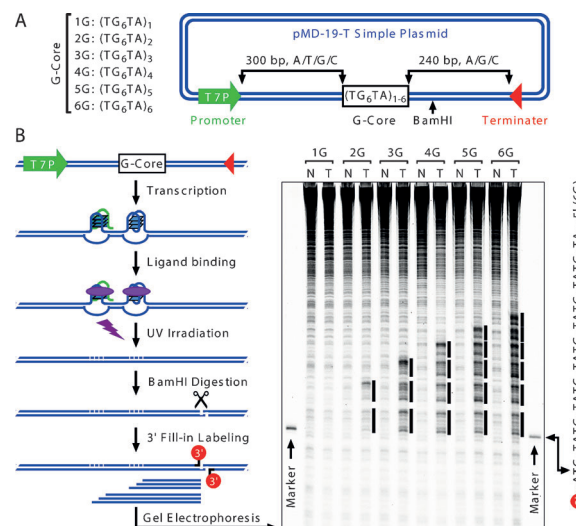 A
G-Core
1G: (TG6TA)1
2G: (TG6TA)2
3G: (TG6TA)3
4G: (TG6TA)4
5G: (TG6TA)5
6G: (TG6TA)6
pMD-19-T Simple Plasmid
300 bp, A/T/G/C
240 bp, A/G/C
T7P
(TG6TA)1-6
Promoter
G-Core
BamHI
Terminater
B
T7P
G-Core
Transcription
Ligand binding
UV Irradiation
BamHI Digestion
3' Fill-in Labeling
3'
3'
Gel Electrophoresis
1G 2G 3G 4G 5G 6G
N T N T N T N T N T N T
Marker
Marker